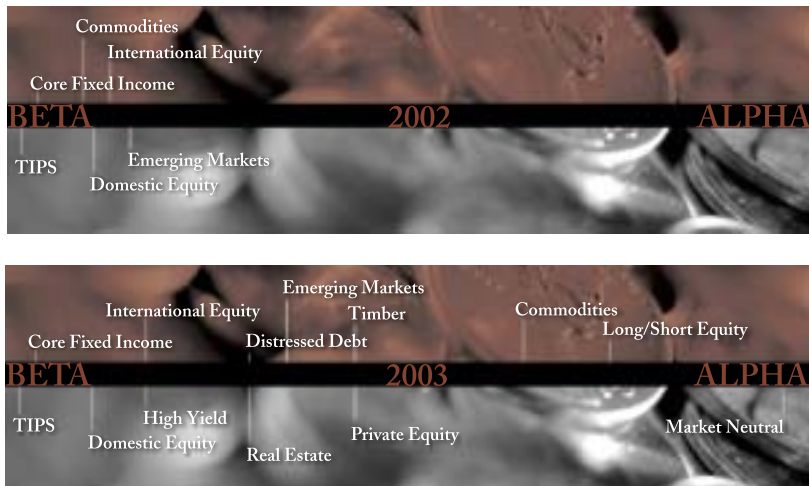 Commodities
International Equity
Core Fixed Income
BETA 2002 ALPHA
Emerging Markets
TIPS
Domestic Equity
Emerging Markets
International Equity
Timber
Commodities
Long/Short Equity
Core Fixed Income
Distressed Debt
BETA 2003 ALPHA
High Yield
TIPS
Market Neutral
Private Equity
Domestic Equity
Real Estate